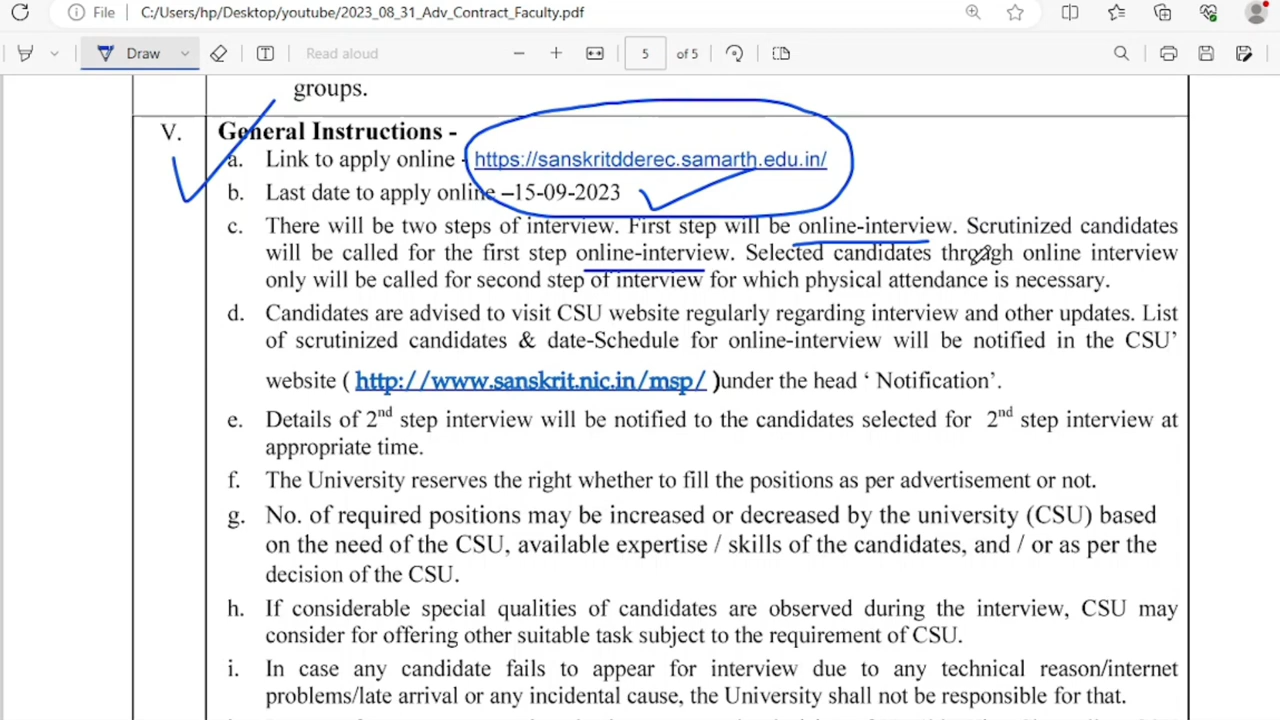 File C:/Users/hp/Desktop/youtube/2023_08_31_Adv_Contract_Faculty.pdf
Draw Read aloud 5 of 5
groups.
V. General Instructions -
a. Link to apply online - https://sanskritdderec.samarth.edu.in/
b. Last date to apply online –15-09-2023
c. There will be two steps of interview. First step will be online-interview. Scrutinized candidates
will be called for the first step online-interview. Selected candidates through online interview
only will be called for second step of interview for which physical attendance is necessary.
d. Candidates are advised to visit CSU website regularly regarding interview and other updates. List
of scrutinized candidates & date-Schedule for online-interview will be notified in the CSU’
website ( http://www.sanskrit.nic.in/msp/ )under the head ‘ Notification’.
e. Details of 2nd step interview will be notified to the candidates selected for 2nd step interview at
appropriate time.
f. The University reserves the right whether to fill the positions as per advertisement or not.
g. No. of required positions may be increased or decreased by the university (CSU) based
on the need of the CSU, available expertise / skills of the candidates, and / or as per the
decision of the CSU.
h. If considerable special qualities of candidates are observed during the interview, CSU may
consider for offering other suitable task subject to the requirement of CSU.
i. In case any candidate fails to appear for interview due to any technical reason/internet
problems/late arrival or any incidental cause, the University shall not be responsible for that.